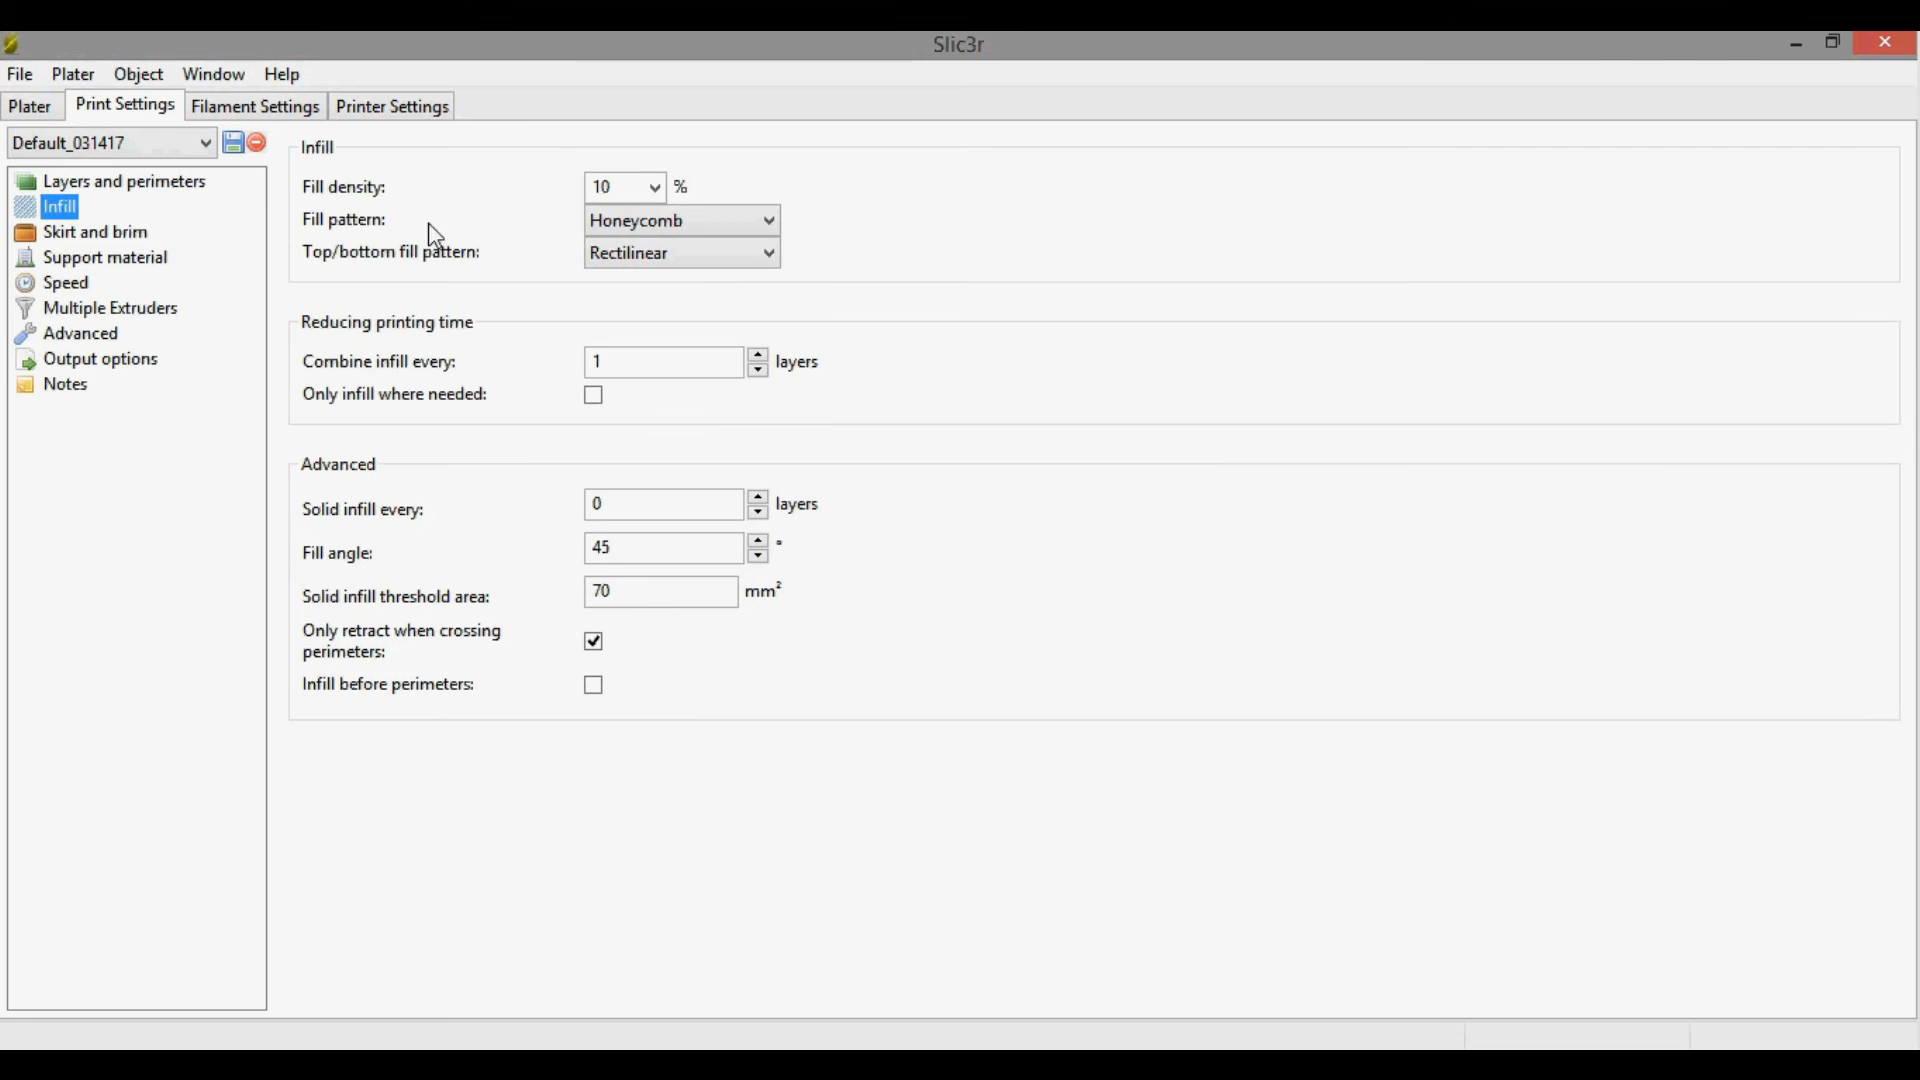 Slic3r
File Plater Object Window Help
Plater Print Settings Filament Settings Printer Settings
Default_031417
Layers and perimeters
Infill
Skirt and brim
Support material
Speed
Multiple Extruders
Advanced
Output options
Notes
Infill
Fill density: 10 %
Fill pattern: Honeycomb
Top/bottom fill pattern: Rectilinear
Reducing printing time
Combine infill every: 1 layers
Only infill where needed:
Advanced
Solid infill every: 0 layers
Fill angle: 45 °
Solid infill threshold area: 70 mm²
Only retract when crossing
perimeters:
Infill before perimeters: